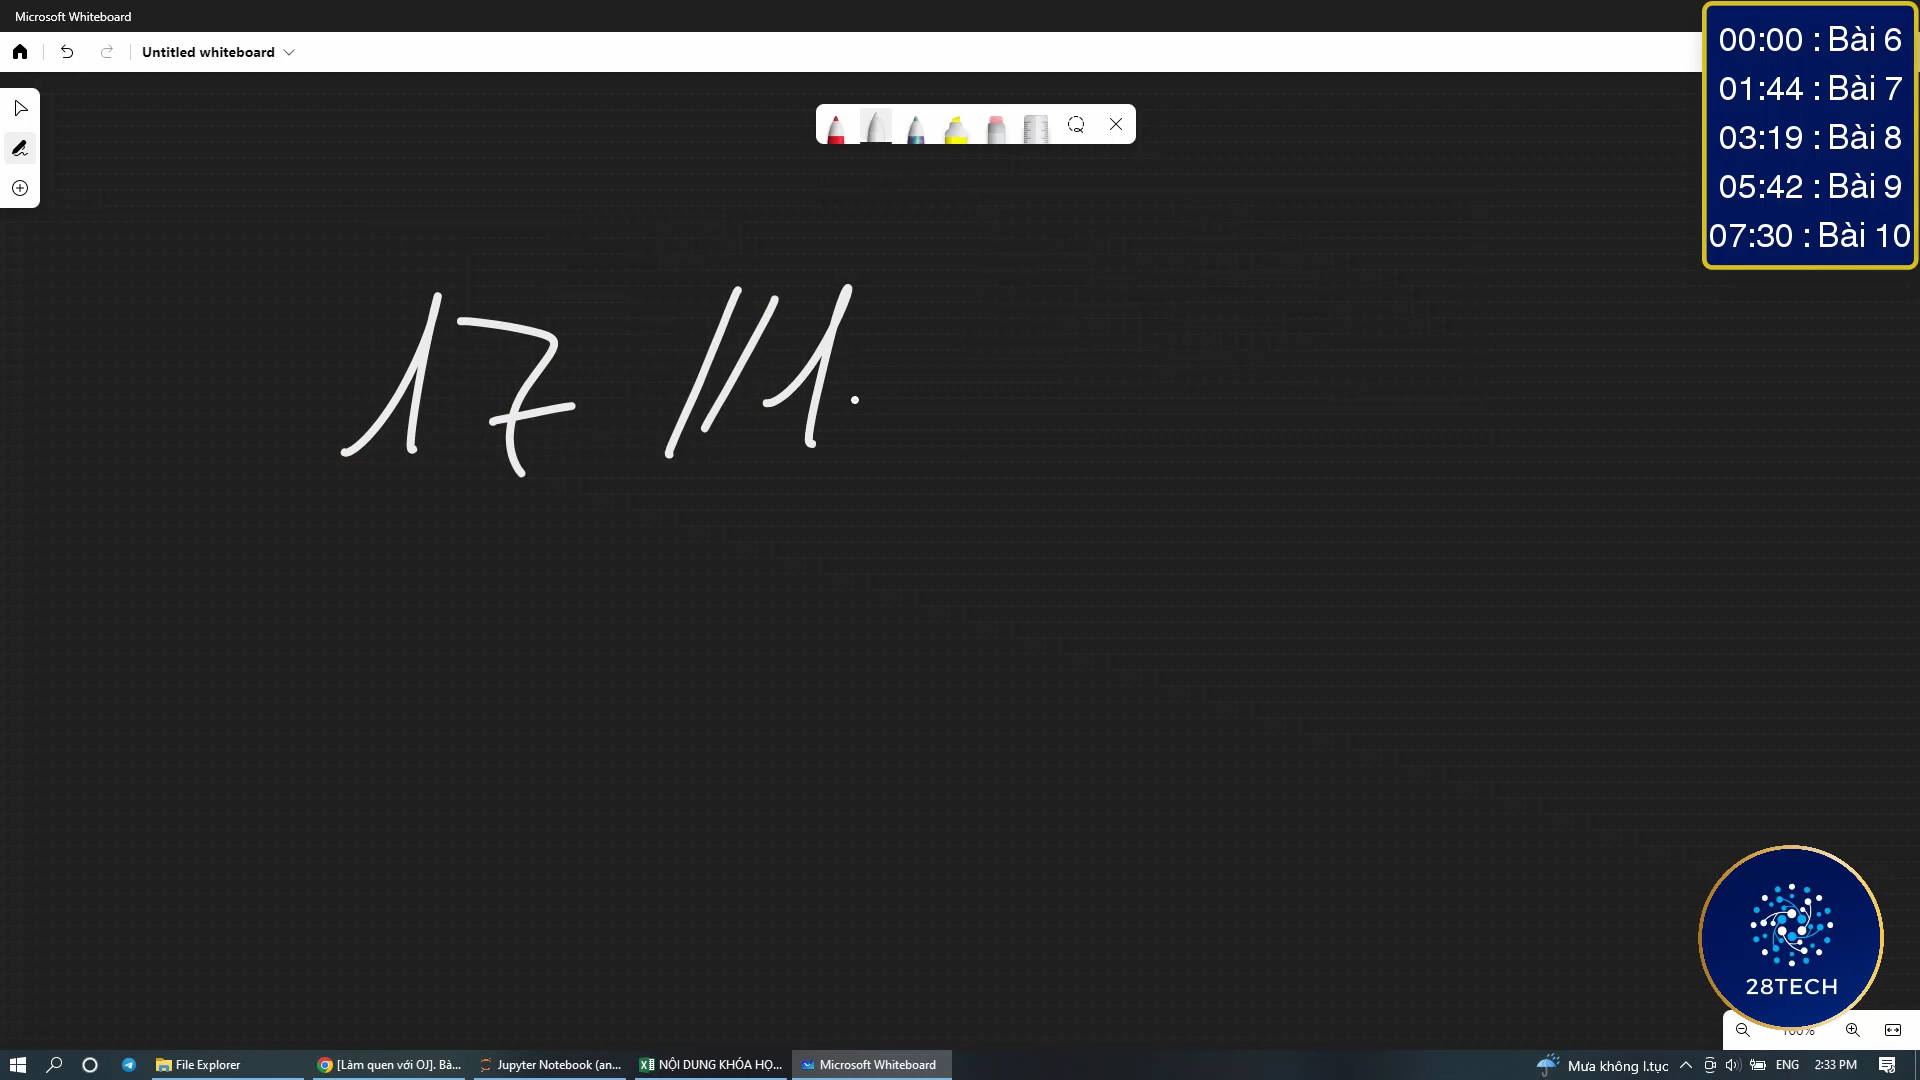 Microsoft Whiteboard
Untitled whiteboard
00:00 : Bài 6
01:44 : Bài 7
03:19 : Bài 8
05:42 : Bài 9
07:30 : Bài 10
17 //1
28TECH
100%
File Explorer
[Làm quen với OJ]. Bà...
Jupyter Notebook (an...
NỘI DUNG KHÓA HỌ...
Microsoft Whiteboard
Mưa không l.tục
ENG
2:33 PM